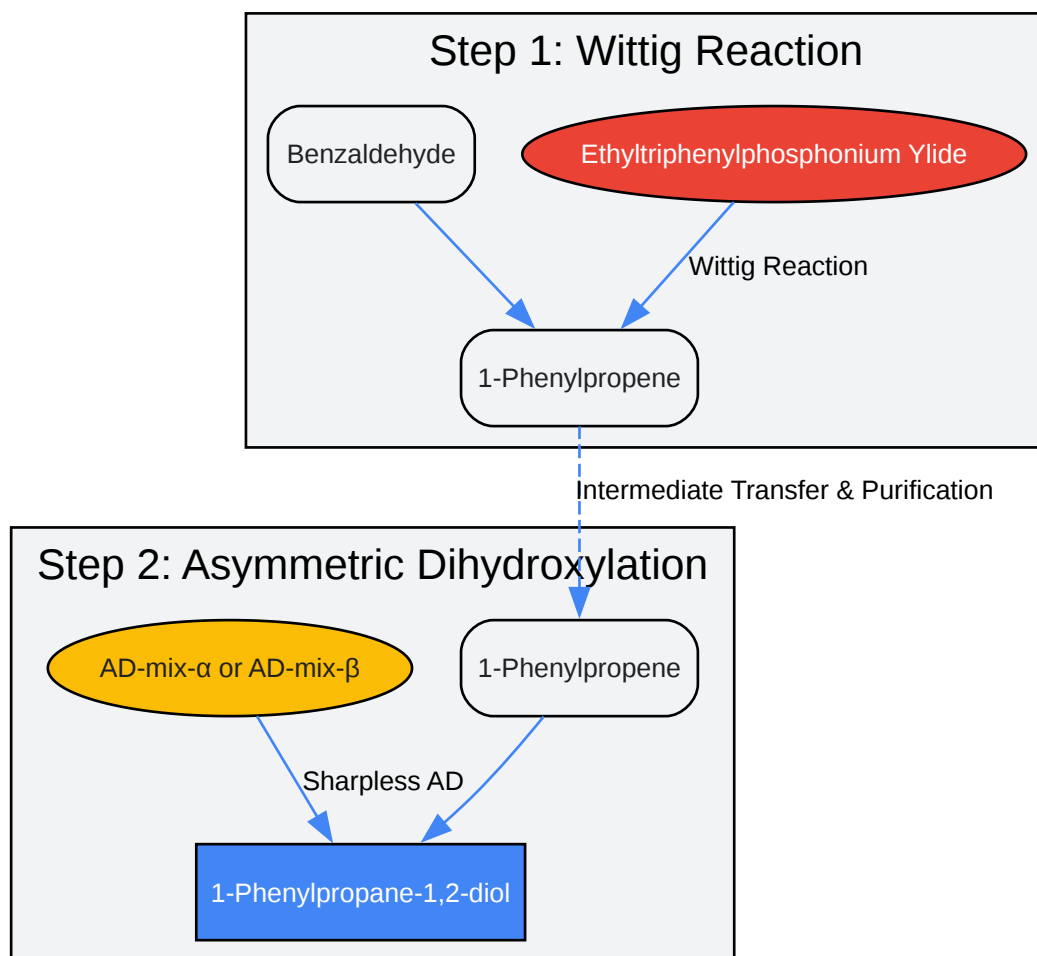 Step 1: Wittig Reaction
Benzaldehyde
Ethyltriphenylphosphonium Ylide
Wittig Reaction
1-Phenylpropene
Intermediate Transfer & Purification
Step 2: Asymmetric Dihydroxylation
AD-mix-α or AD-mix-β
1-Phenylpropene
Sharpless AD
1-Phenylpropane-1,2-diol